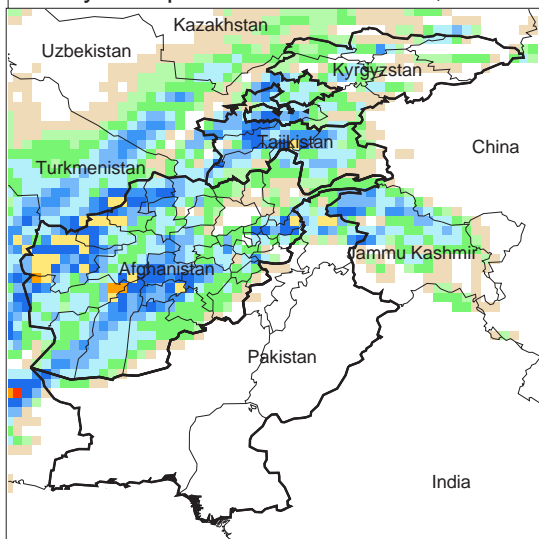 Kazakhstan
Uzbekistan
Kyrgyzstan
Tajikistan
China
Turkmenistan
Jammu Kashmir
Afghanistan
Pakistan
India